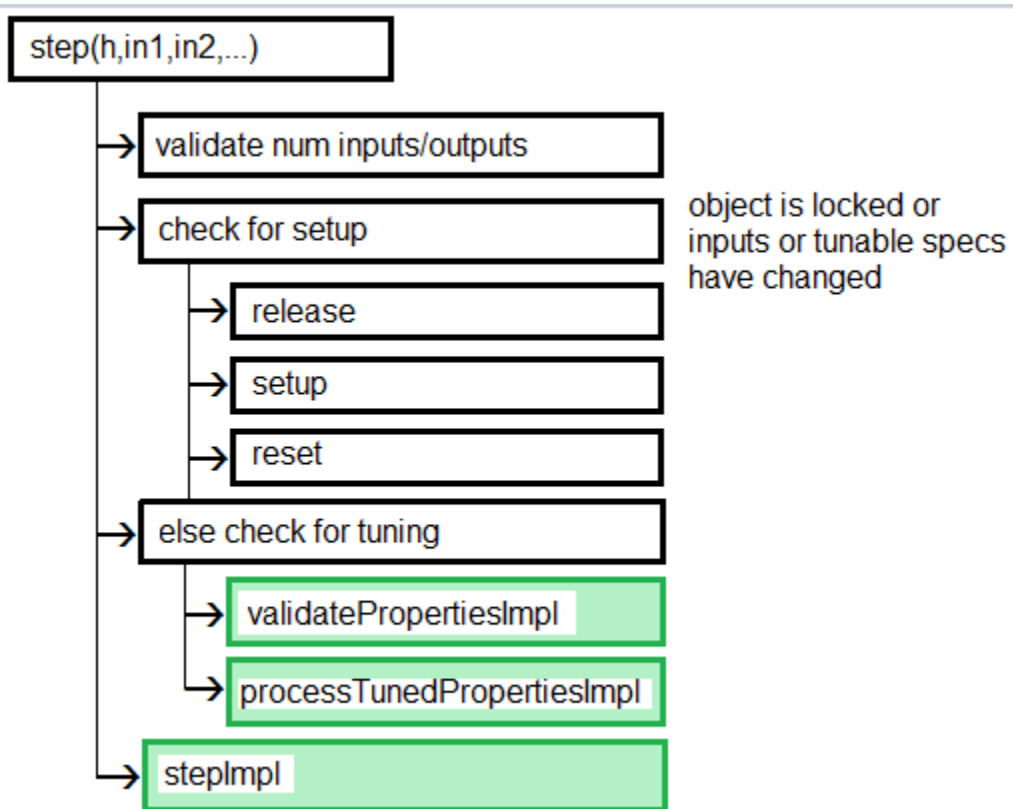 step(h,in1,in2,...)
validate num inputs/outputs
check for setup
object is locked or
inputs or tunable specs
have changed
release
setup
reset
else check for tuning
validatePropertiesImpl
processTunedPropertiesImpl
stepImpl